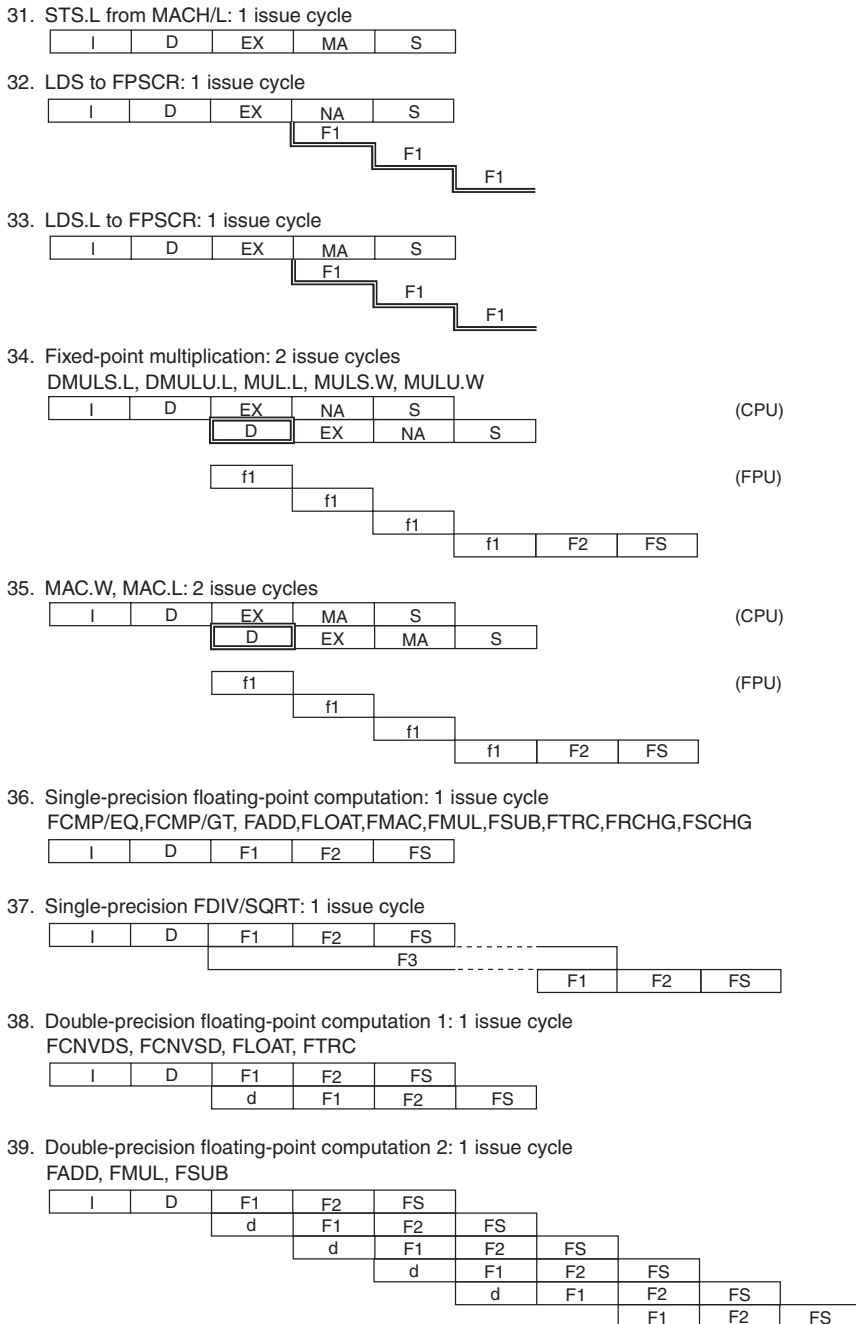 31. STS.L from MACH/L: 1 issue cycle
I D EX MA S
32. LDS to FPSCR: 1 issue cycle
I D EX NA S
F1
F1
F1
33. LDS.L to FPSCR: 1 issue cycle
I D EX MA S
F1
F1
F1
34. Fixed-point multiplication: 2 issue cycles
DMULS.L, DMULU.L, MUL.L, MULS.W, MULU.W
I D EX NA S (CPU)
D EX NA S
f1 (FPU)
f1
f1
f1 F2 FS
35. MAC.W, MAC.L: 2 issue cycles
I D EX MA S (CPU)
D EX MA S
f1 (FPU)
f1
f1
f1 F2 FS
36. Single-precision floating-point computation: 1 issue cycle
FCMP/EQ,FCMP/GT, FADD,FLOAT,FMAC,FMUL,FSUB,FTRC,FRCHG,FSCHG
I D F1 F2 FS
37. Single-precision FDIV/SQRT: 1 issue cycle
I D F1 F2 FS
F3
F1 F2 FS
38. Double-precision floating-point computation 1: 1 issue cycle
FCNVDS, FCNVSD, FLOAT, FTRC
I D F1 F2 FS
d F1 F2 FS
39. Double-precision floating-point computation 2: 1 issue cycle
FADD, FMUL, FSUB
I D F1 F2 FS
d F1 F2 FS
d F1 F2 FS
d F1 F2 FS
d F1 F2 FS
F1 F2 FS